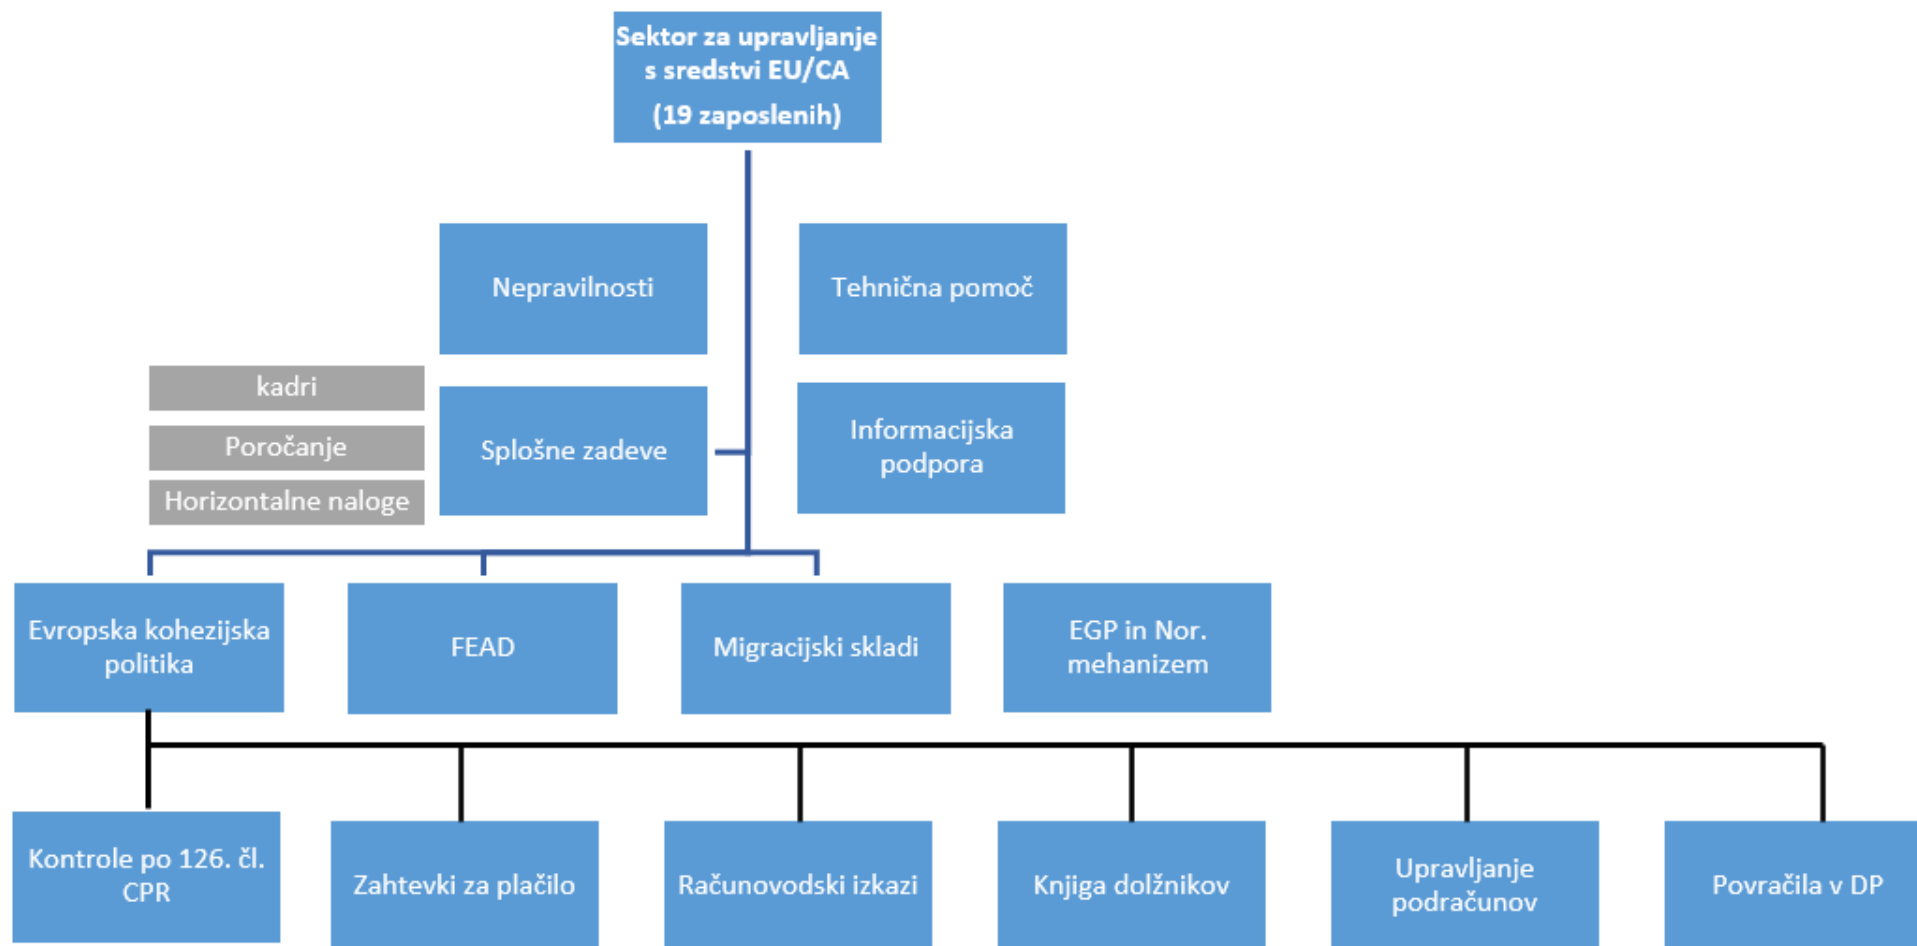 Sektor za upravljanje
s sredstvi EU/CA
(19 zaposlenih)
Nepravilnosti
Tehnična pomoč
kadri
Poročanje
Horizontalne naloge
Splošne zadeve
Informacijska
podpora
Evropska kohezijska
politika
FEAD
Migracijski skladi
EGP in Nor.
mehanizem
Kontrole po 126. čl.
CPR
Zahtevki za plačilo
Računovodski izkazi
Knjiga dolžnikov
Upravljanje
podračunov
Povračila v DP